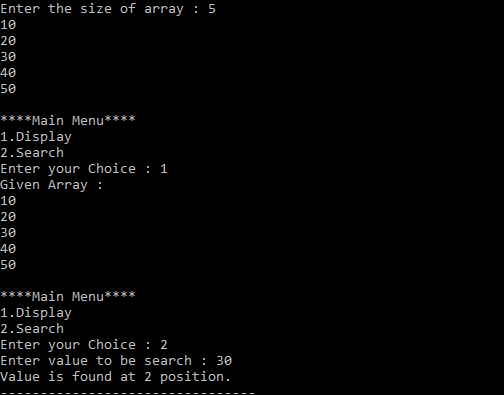 Enter the size of array : 5
10
20
30
40
50
****Main Menu****
1.Display
2.Search
Enter your Choice : 1
Given Array :
10
20
30
40
50
****Main Menu****
1.Display
2.Search
Enter your Choice : 2
Enter value to be search : 30
Value is found at 2 position.
--------------------------------